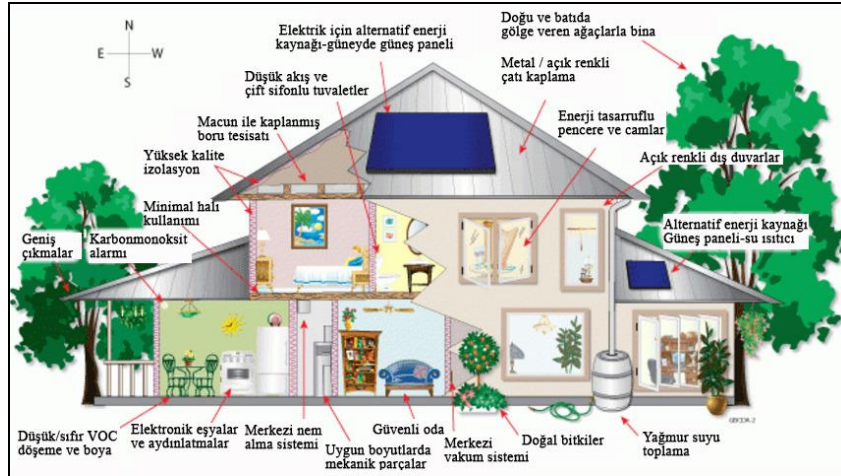 N
E
W
S
Elektrik için alternatif enerji
kaynağı-güneyde güneş paneli
Doğu ve batıda
gölge veren ağaçlarla bina
Düşük akış ve
çift sifonlu tuvaletler
Metal / açık renkli
çatı kaplama
Macun ile kaplanmış
boru tesisatı
Enerji tasarruflu
pencere ve camlar
Yüksek kalite
izolasyon
Açık renkli dış duvarlar
Minimal halı
kullanımı
Alternatif enerji kaynağı
Güneş paneli-su ısıtıcı
Geniş
çıkmalar
Karbonmonoksit
alarmı
Düşük/sıfır VOC
döşeme ve boya
Elektronik eşyalar
ve aydınlatmalar
Merkezi nem
alma sistemi
Uygun boyutlarda
mekanik parçalar
Güvenli oda
Merkezi
vakum sistemi
Doğal bitkiler
Yağmur suyu
toplama
GBCDA-2